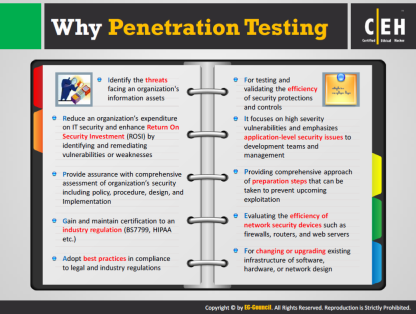 Why Penetration Testing
CEH
Certified Ethical Hacker
Identify the threats
facing an organization's
information assets
Reduce an organization's expenditure
on IT security and enhance Return On
Security Investment (ROSI) by
identifying and remediating
vulnerabilities or weaknesses
Provide assurance with comprehensive
assessment of organization's security
including policy, procedure, design, and
Implementation
Gain and maintain certification to an
industry regulation (BS7799, HIPAA
etc.)
Adopt best practices in compliance
to legal and industry regulations
For testing and
validating the efficiency
of security protections
and controls
It focuses on high severity
vulnerabilities and emphasizes
application-level security issues to
development teams and
management
Providing comprehensive approach
of preparation steps that can be
taken to prevent upcoming
exploitation
Evaluating the efficiency of
network security devices such as
firewalls, routers, and web servers
For changing or upgrading existing
infrastructure of software,
hardware, or network design
Copyright © by EC-Council. All Rights Reserved. Reproduction is Strictly Prohibited.